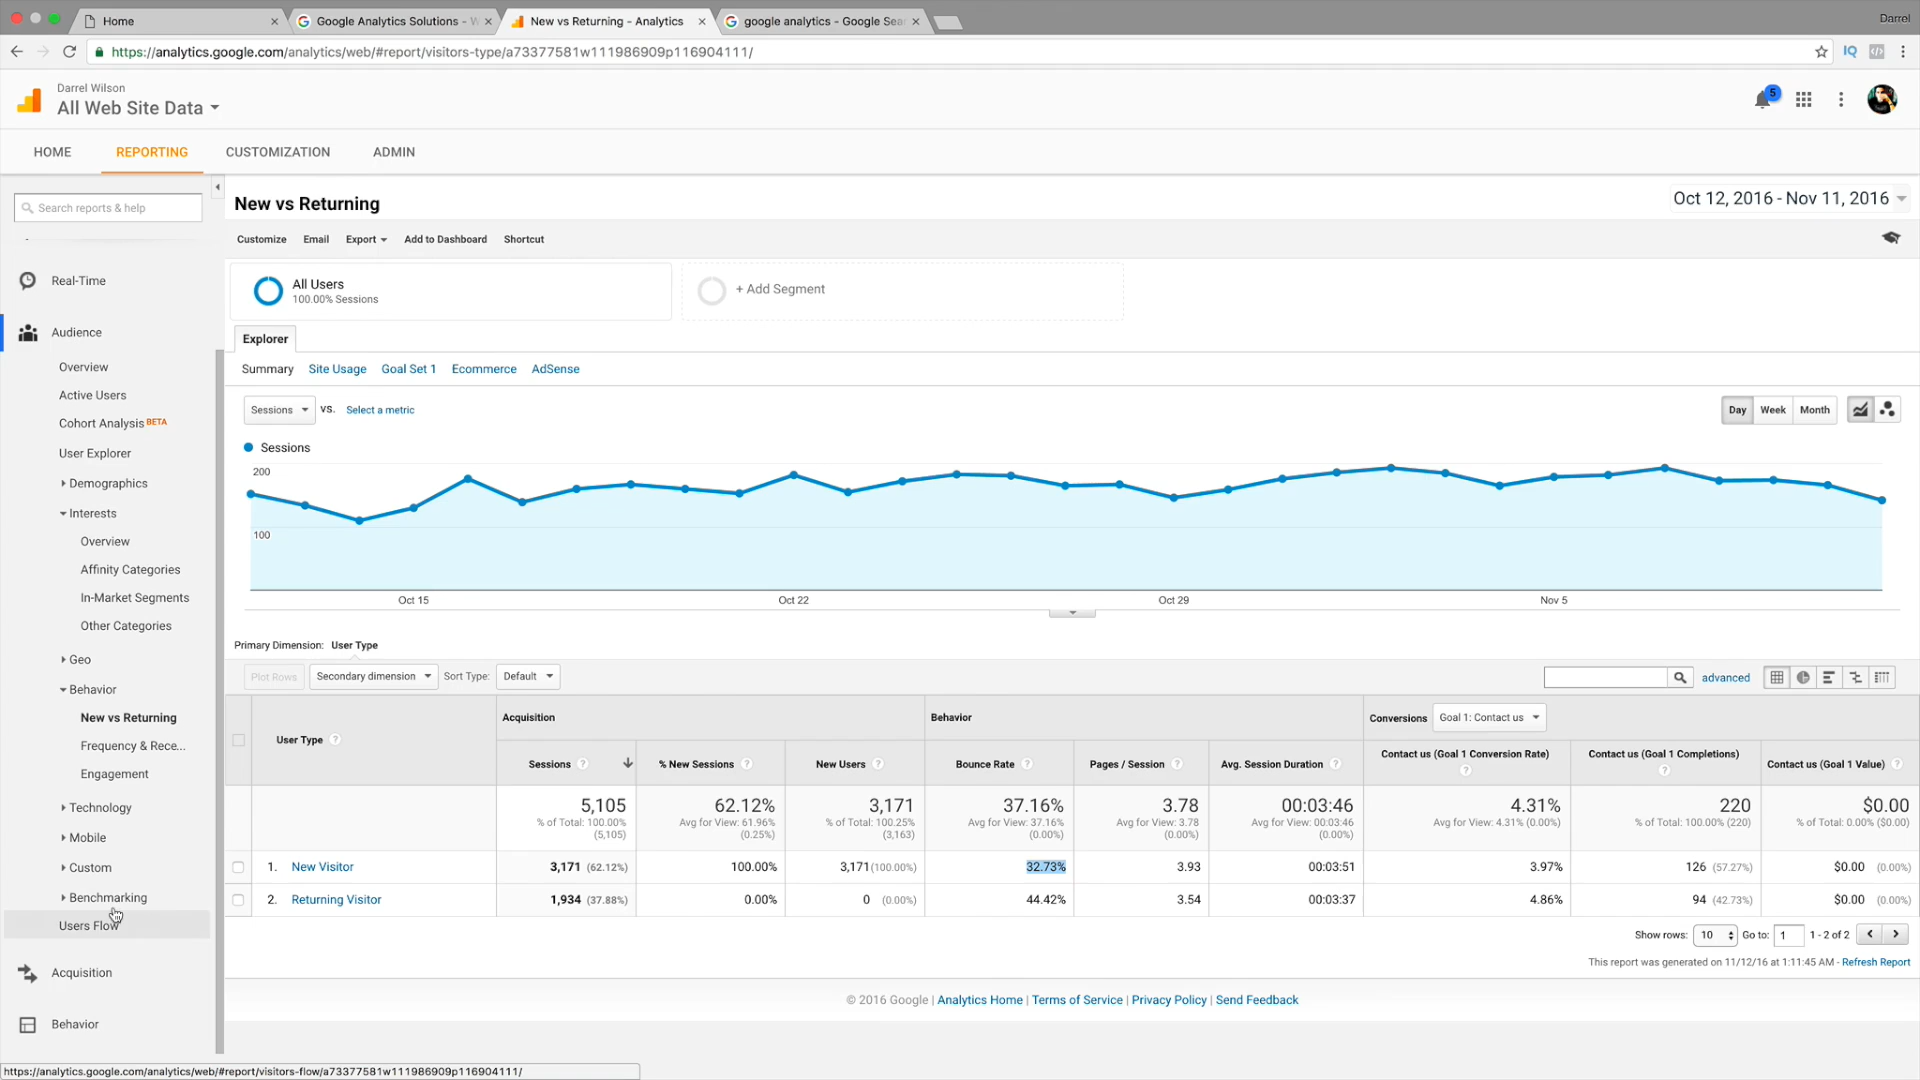 Home
Google Analytics Solutions - W
New vs Returning - Analytics
google analytics - Google Sea
Darrel
https://analytics.google.com/analytics/web/#report/visitors-type/a73377581w111986909p116904111/
IQ
Darrel Wilson
All Web Site Data
5
HOME
REPORTING
CUSTOMIZATION
ADMIN
Search reports & help
Real-Time
Audience
Overview
Active Users
Cohort Analysis BETA
User Explorer
Demographics
Interests
Overview
Affinity Categories
In-Market Segments
Other Categories
Geo
Behavior
New vs Returning
Frequency & Rece...
Engagement
Technology
Mobile
Custom
Benchmarking
Users Flow
Acquisition
Behavior
New vs Returning
Oct 12, 2016 - Nov 11, 2016
Customize Email Export Add to Dashboard Shortcut
All Users
100.00% Sessions
+ Add Segment
Explorer
Summary Site Usage Goal Set 1 Ecommerce AdSense
Sessions VS. Select a metric
Day Week Month
Sessions
200
100
Oct 15 Oct 22 Oct 29 Nov 5
Primary Dimension: User Type
Plot Rows Secondary dimension Sort Type: Default advanced
User Type ?
Acquisition Behavior Conversions Goal 1: Contact us
Sessions ? % New Sessions ? New Users ? Bounce Rate ? Pages / Session ? Avg. Session Duration ? Contact us (Goal 1 Conversion Rate) ? Contact us (Goal 1 Completions) ? Contact us (Goal 1 Value) ?
5,105 62.12% 3,171 37.16% 3.78 00:03:46 4.31% 220 $0.00
% of Total: 100.00% Avg for View: 61.96% % of Total: 100.25% Avg for View: 37.16% Avg for View: 3.78 Avg for View: 00:03:46 Avg for View: 4.31% (0.00%) % of Total: 100.00% (220) % of Total: 0.00% ($0.00)
(5,105) (0.25%) (3,163) (0.00%) (0.00%) (0.00%)
1. New Visitor 3,171 (62.12%) 100.00% 3,171(100.00%) 32.73% 3.93 00:03:51 3.97% 126 (57.27%) $0.00 (0.00%)
2. Returning Visitor 1,934 (37.88%) 0.00% 0 (0.00%) 44.42% 3.54 00:03:37 4.86% 94 (42.73%) $0.00 (0.00%)
Show rows: 10 Go to: 1 1 - 2 of 2
This report was generated on 11/12/16 at 1:11:45 AM - Refresh Report
© 2016 Google | Analytics Home | Terms of Service | Privacy Policy | Send Feedback
https://analytics.google.com/analytics/web/#report/visitors-flow/a73377581w111986909p116904111/